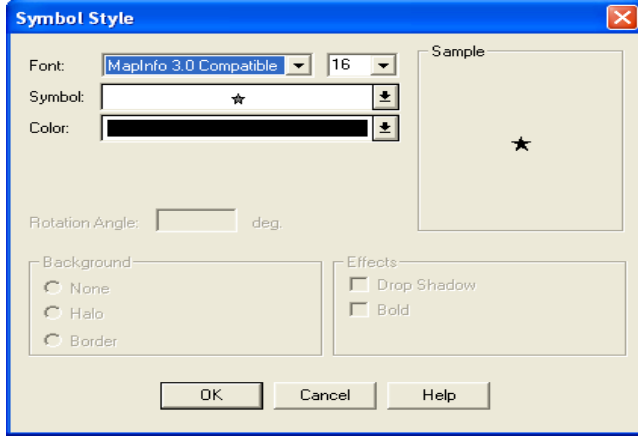 Symbol Style
Font: MapInfo 3.0 Compatible 16
Sample
Symbol:
Color:
Rotation Angle: deg.
Background
None
Halo
Border
Effects
Drop Shadow
Bold
OK Cancel Help